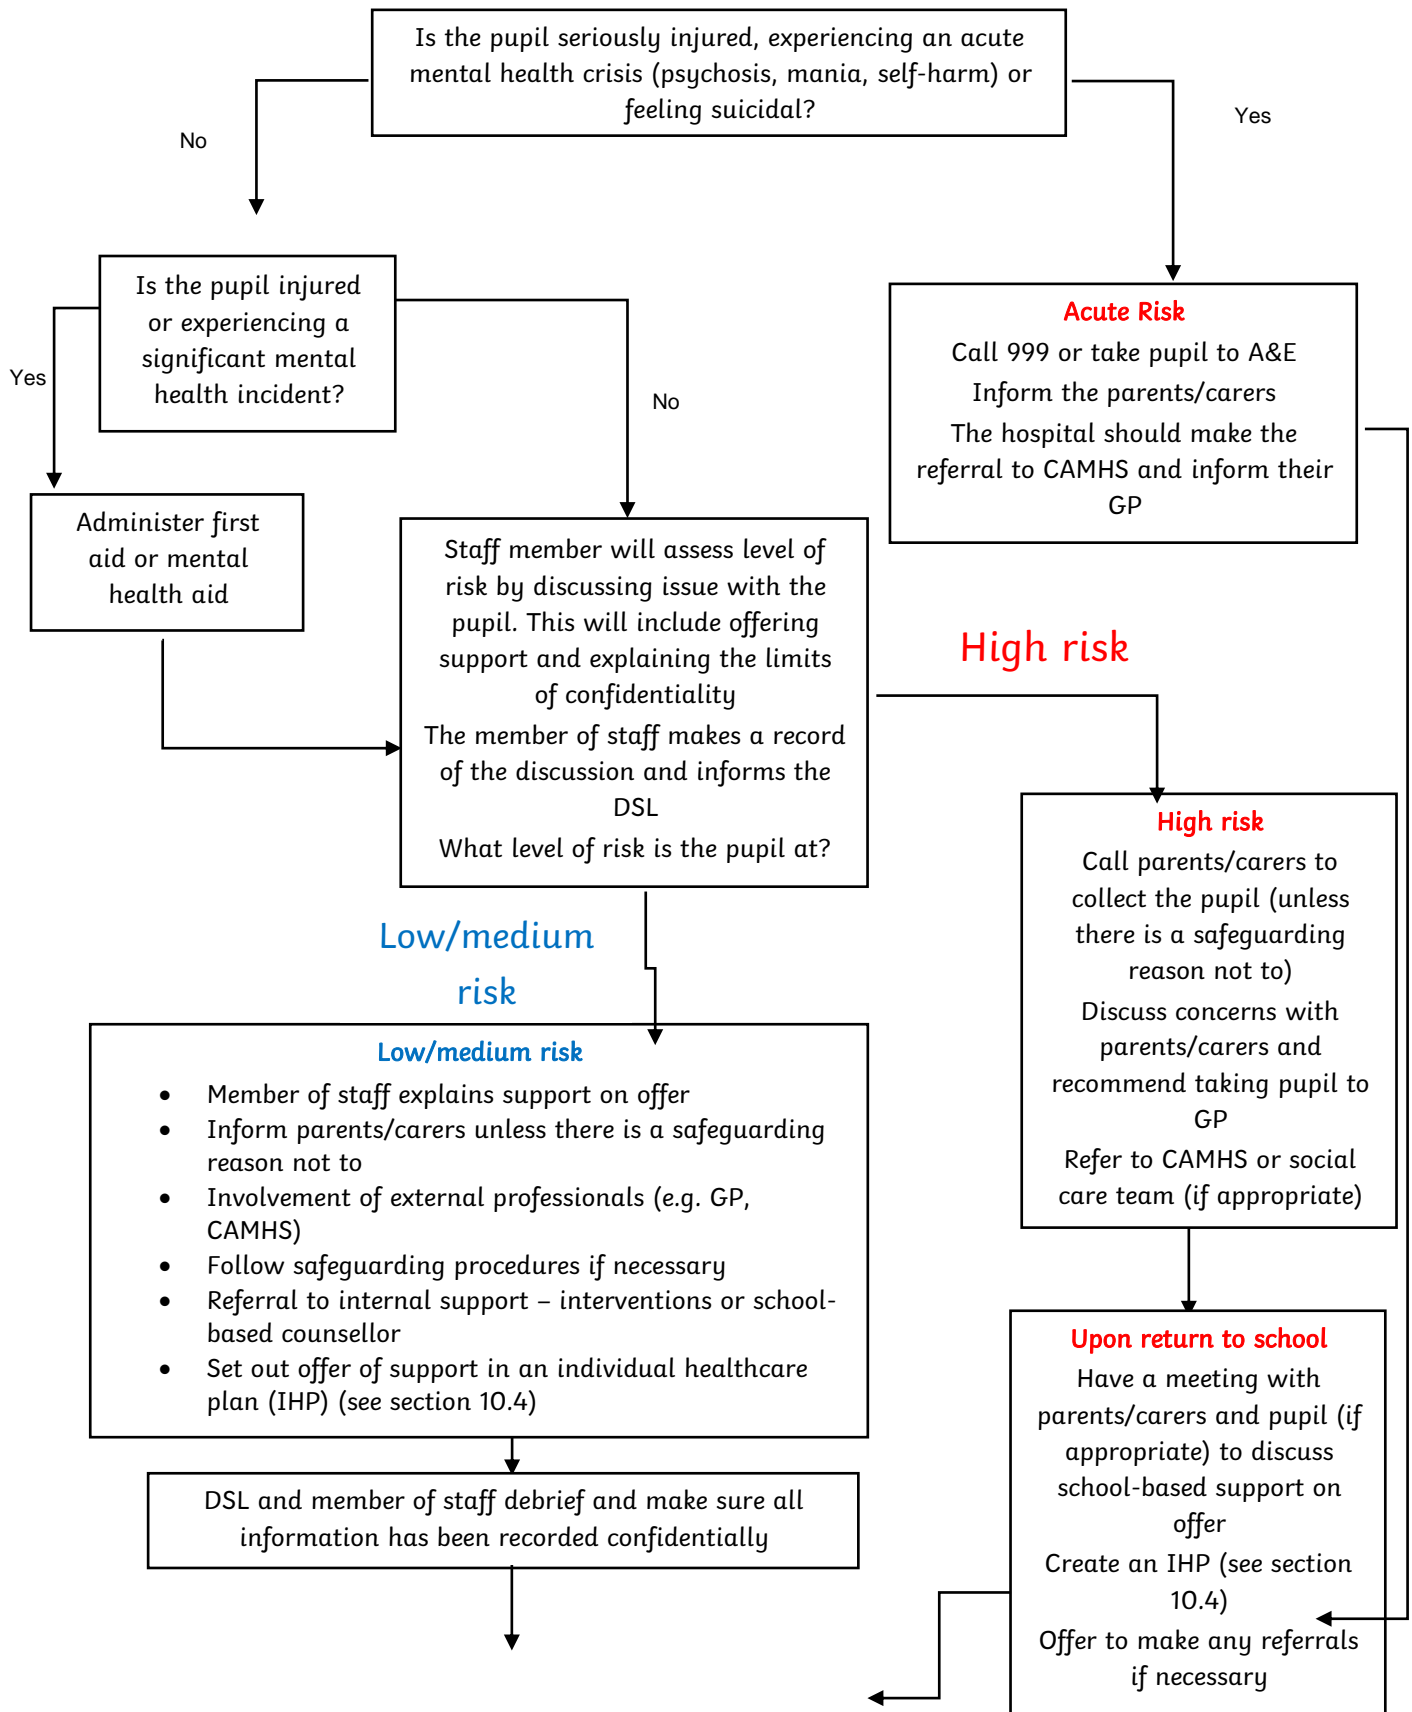 Is the pupil seriously injured, experiencing an acute
mental health crisis (psychosis, mania, self-harm) or
feeling suicidal?
No
Yes
Is the pupil injured
or experiencing a
significant mental
health incident?
Yes
No
Acute Risk
Call 999 or take pupil to A&E
Inform the parents/carers
The hospital should make the
referral to CAMHS and inform their
GP
Administer first
aid or mental
health aid
Staff member will assess level of
risk by discussing issue with the
pupil. This will include offering
support and explaining the limits
of confidentiality
The member of staff makes a record
of the discussion and informs the
DSL
What level of risk is the pupil at?
High risk
High risk
Call parents/carers to
collect the pupil (unless
there is a safeguarding
reason not to)
Discuss concerns with
parents/carers and
recommend taking pupil to
GP
Refer to CAMHS or social
care team (if appropriate)
Low/medium
risk
Low/medium risk
• Member of staff explains support on offer
• Inform parents/carers unless there is a safeguarding
reason not to
• Involvement of external professionals (e.g. GP,
CAMHS)
• Follow safeguarding procedures if necessary
• Referral to internal support – interventions or school-
based counsellor
• Set out offer of support in an individual healthcare
plan (IHP) (see section 10.4)
Upon return to school
Have a meeting with
parents/carers and pupil (if
appropriate) to discuss
school-based support on
offer
Create an IHP (see section
10.4)
Offer to make any referrals
if necessary
DSL and member of staff debrief and make sure all
information has been recorded confidentially